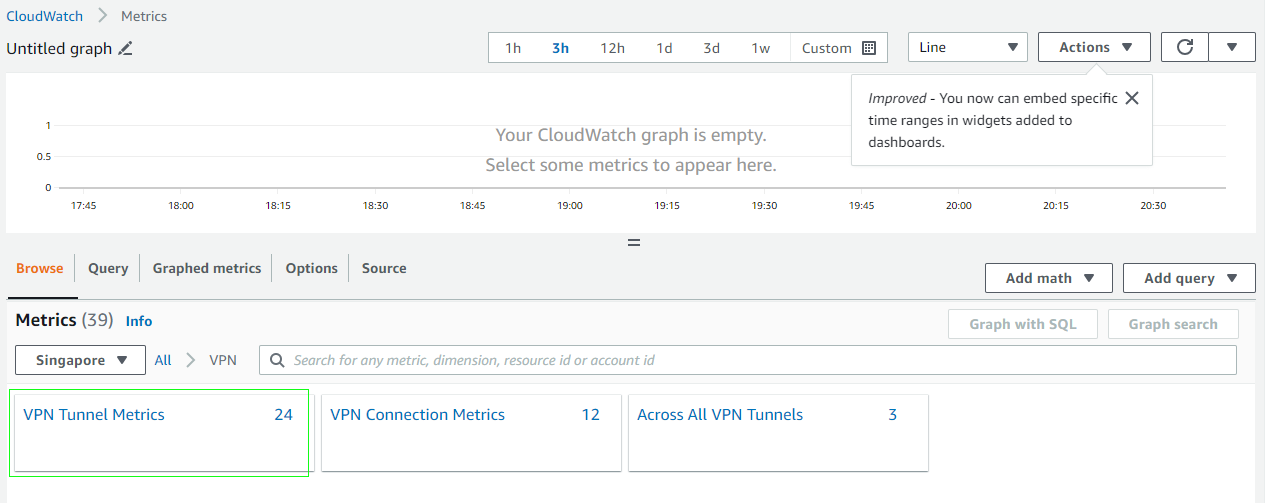 CloudWatch > Metrics
Untitled graph
1h 3h 12h 1d 3d 1w Custom
Line
Actions
Improved - You now can embed specific
time ranges in widgets added to
dashboards.
1
0.5
0
Your CloudWatch graph is empty.
Select some metrics to appear here.
17:45 18:00 18:15 18:30 18:45 19:00 19:15 19:30 19:45 20:00 20:15 20:30
Browse Query Graphed metrics Options Source
Add math Add query
Metrics (39) Info
Graph with SQL Graph search
Singapore All > VPN Search for any metric, dimension, resource id or account id
VPN Tunnel Metrics 24 VPN Connection Metrics 12 Across All VPN Tunnels 3